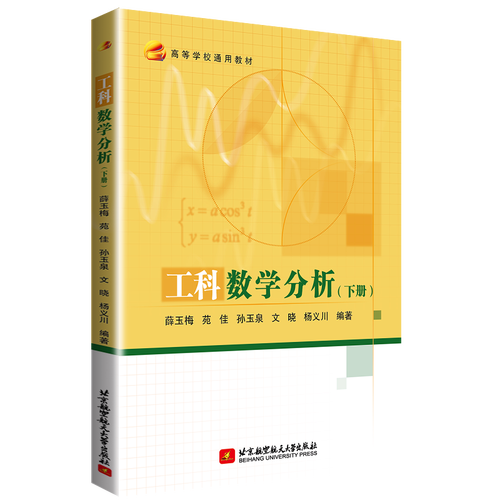 高等学校通用教材
x=acos³t
y=asin³t
工科数学分析(下册)
薛玉梅 苑佳 孙玉泉 文晓 杨义川 编著
北京航空航天大学出版社
BEIHANG UNIVERSITY PRESS
工科数学分析(下册)
薛玉梅 苑佳 孙玉泉 文晓 杨义川 编著
北京航空航天大学出版社